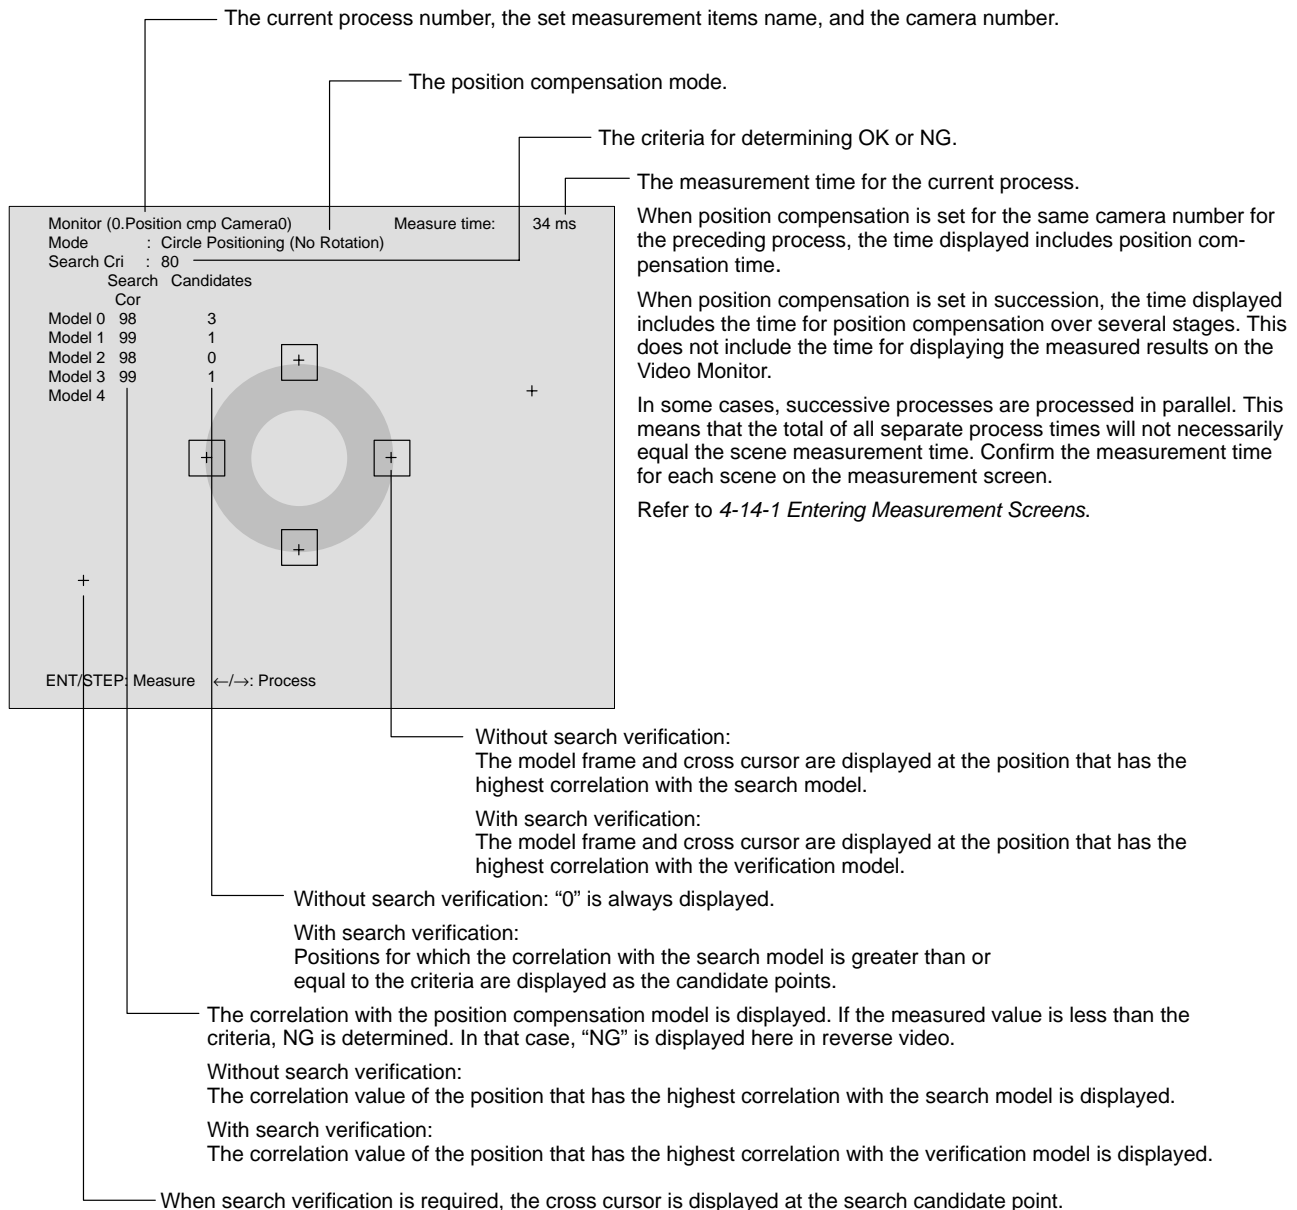 The current process number, the set measurement items name, and the camera number.
The position compensation mode.
The criteria for determining OK or NG.
The measurement time for the current process.
When position compensation is set for the same camera number for
the preceding process, the time displayed includes position com-
pensation time.
When position compensation is set in succession, the time displayed
includes the time for position compensation over several stages. This
does not include the time for displaying the measured results on the
Video Monitor.
In some cases, successive processes are processed in parallel. This
means that the total of all separate process times will not necessarily
equal the scene measurement time. Confirm the measurement time
for each scene on the measurement screen.
Refer to 4-14-1 Entering Measurement Screens.
Monitor (0.Position cmp Camera0) Measure time: 34 ms
Mode : Circle Positioning (No Rotation)
Search Cri : 80
Search Candidates
Cor
Model 0 98 3
Model 1 99 1
Model 2 98 0
Model 3 99 1
Model 4
ENT/STEP: Measure ←/→: Process
Without search verification:
The model frame and cross cursor are displayed at the position that has the
highest correlation with the search model.
With search verification:
The model frame and cross cursor are displayed at the position that has the
highest correlation with the verification model.
Without search verification: “0” is always displayed.
With search verification:
Positions for which the correlation with the search model is greater than or
equal to the criteria are displayed as the candidate points.
The correlation with the position compensation model is displayed. If the measured value is less than the
criteria, NG is determined. In that case, “NG” is displayed here in reverse video.
Without search verification:
The correlation value of the position that has the highest correlation with the search model is displayed.
With search verification:
The correlation value of the position that has the highest correlation with the verification model is displayed.
When search verification is required, the cross cursor is displayed at the search candidate point.